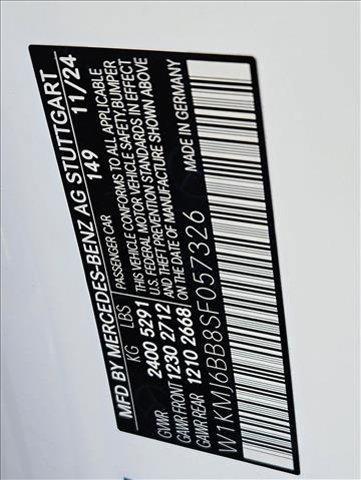 MFD BY MERCEDES-BENZ AG STUTTGART
149 11/24
KG LBS
GVWR 2400 5291
GAWR FRONT 1230 2712
GAWR REAR 1210 2668
PASSENGER CAR
THIS VEHICLE CONFORMS TO ALL APPLICABLE
U.S. FEDERAL MOTOR VEHICLE SAFETY, BUMPER
AND THEFT PREVENTION STANDARDS IN EFFECT
ON THE DATE OF MANUFACTURE SHOWN ABOVE
MADE IN GERMANY
W1KMJ6BB8SF057326